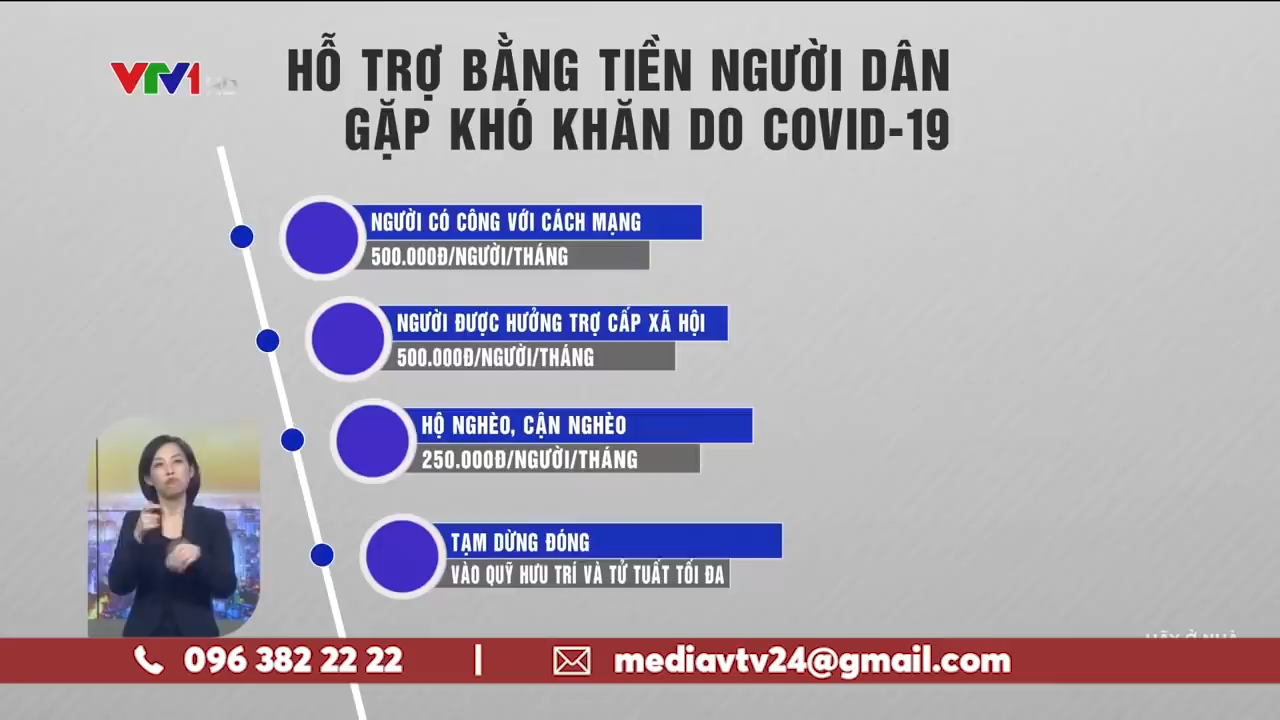 VTV1 HD
HỖ TRỢ BẰNG TIỀN NGƯỜI DÂN
GẶP KHÓ KHĂN DO COVID-19
NGƯỜI CÓ CÔNG VỚI CÁCH MẠNG
500.000Đ/NGƯỜI/THÁNG
NGƯỜI ĐƯỢC HƯỞNG TRỢ CẤP XÃ HỘI
500.000Đ/NGƯỜI/THÁNG
HỘ NGHÈO, CẬN NGHÈO
250.000Đ/NGƯỜI/THÁNG
TẠM DỪNG ĐÓNG
VÀO QUỸ HƯU TRÍ VÀ TỬ TUẤT TỐI ĐA
096 382 22 22 | mediavtv24@gmail.com